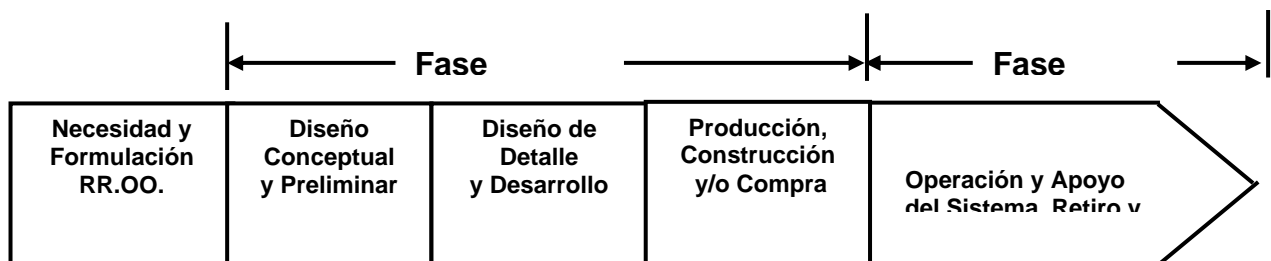 Fase
Fase
Necesidad y
Formulación
RR.OO.
Diseño
Conceptual
y Preliminar
Diseño de
Detalle
y Desarrollo
Producción,
Construcción
y/o Compra
Operación y Apoyo
del Sistema, Retiro y